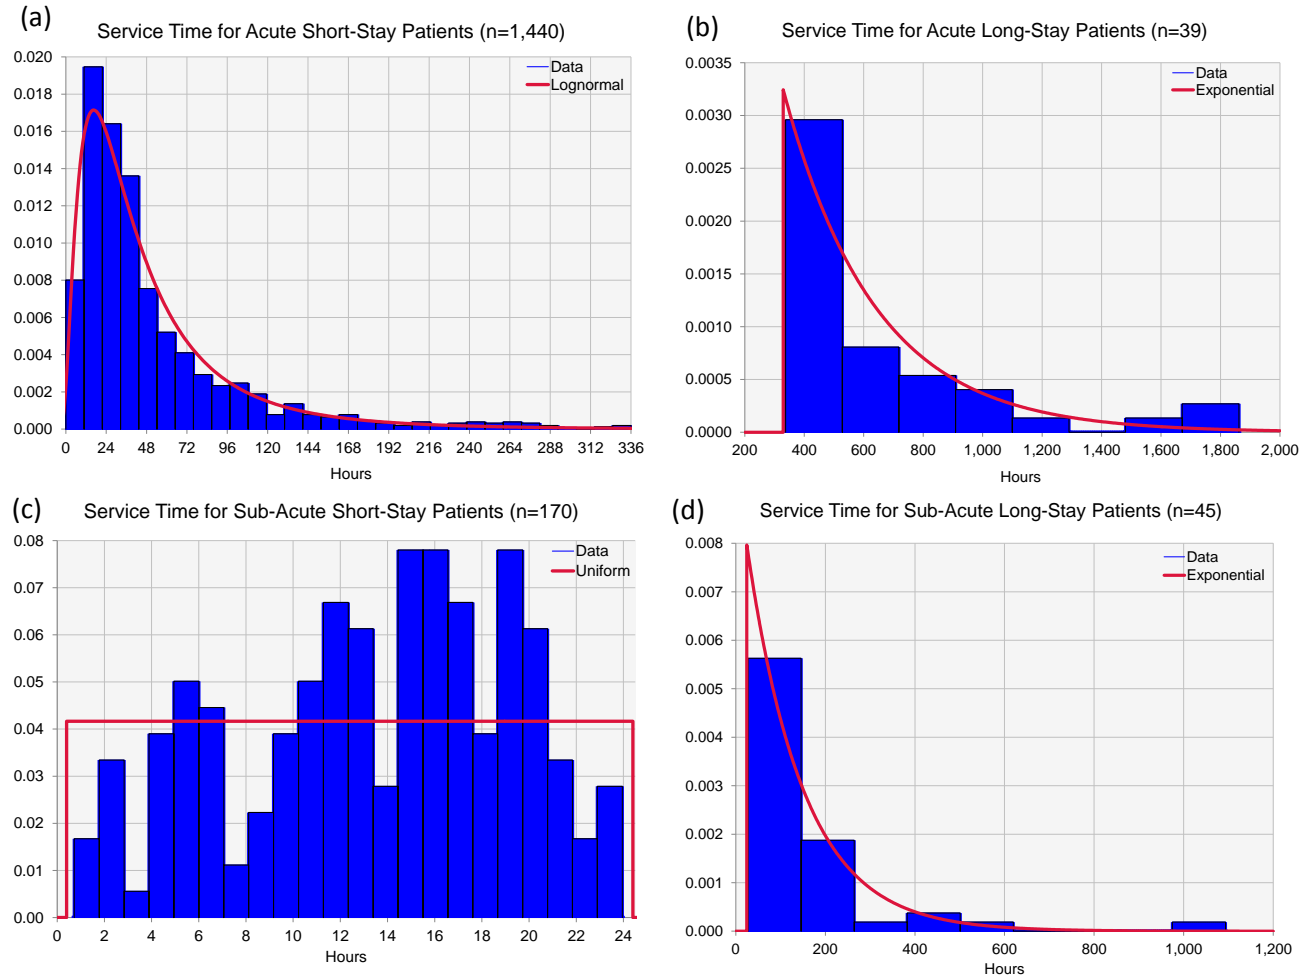 (a)
Service Time for Acute Short-Stay Patients (n=1,440)
Data
Lognormal
0.020
0.018
0.016
0.014
0.012
0.010
0.008
0.006
0.004
0.002
0.000
0 24 48 72 96 120 144 168 192 216 240 264 288 312 336
Hours
(b)
Service Time for Acute Long-Stay Patients (n=39)
Data
Exponential
0.0035
0.0030
0.0025
0.0020
0.0015
0.0010
0.0005
0.0000
200 400 600 800 1,000 1,200 1,400 1,600 1,800 2,000
Hours
(c)
Service Time for Sub-Acute Short-Stay Patients (n=170)
Data
Uniform
0.08
0.07
0.06
0.05
0.04
0.03
0.02
0.01
0.00
0 2 4 6 8 10 12 14 16 18 20 22 24
Hours
(d)
Service Time for Sub-Acute Long-Stay Patients (n=45)
Data
Exponential
0.008
0.007
0.006
0.005
0.004
0.003
0.002
0.001
0.000
0 200 400 600 800 1,000 1,200
Hours